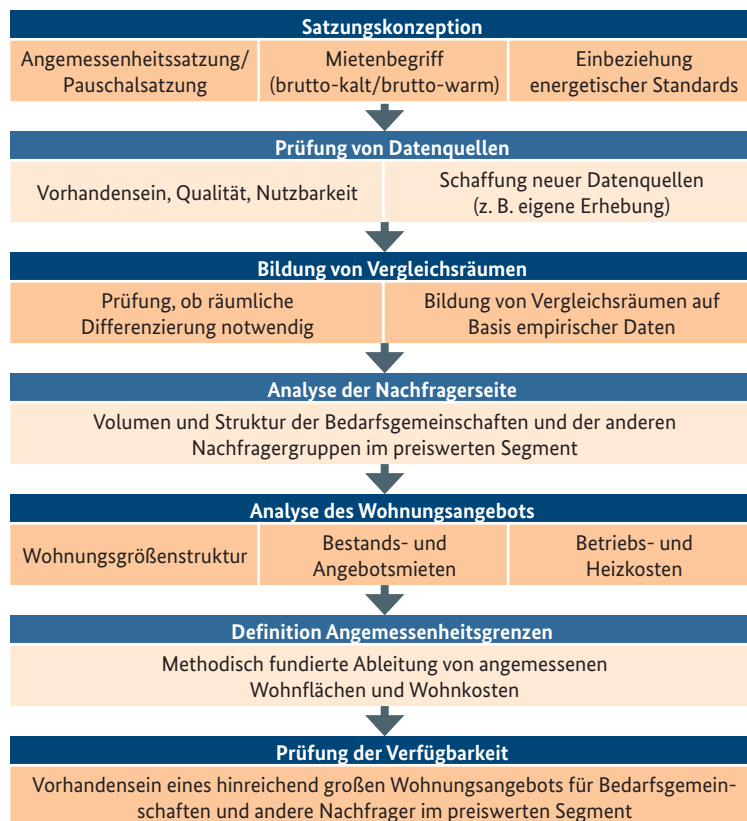 Satzungskonzeption
Angemessenheitssatzung/
Pauschalsatzung
Mietenbegriff
(brutto-kalt/brutto-warm)
Einbeziehung
energetischer Standards
Prüfung von Datenquellen
Vorhandensein, Qualität, Nutzbarkeit
Schaffung neuer Datenquellen
(z. B. eigene Erhebung)
Bildung von Vergleichsräumen
Prüfung, ob räumliche
Differenzierung notwendig
Bildung von Vergleichsräumen auf
Basis empirischer Daten
Analyse der Nachfragerseite
Volumen und Struktur der Bedarfsgemeinschaften und der anderen
Nachfragergruppen im preiswerten Segment
Analyse des Wohnungsangebots
Wohnungsgrößenstruktur
Bestands- und
Angebotsmieten
Betriebs- und
Heizkosten
Definition Angemessenheitsgrenzen
Methodisch fundierte Ableitung von angemessenen
Wohnflächen und Wohnkosten
Prüfung der Verfügbarkeit
Vorhandensein eines hinreichend großen Wohnungsangebots für Bedarfsgemein-
schaften und andere Nachfrager im preiswerten Segment